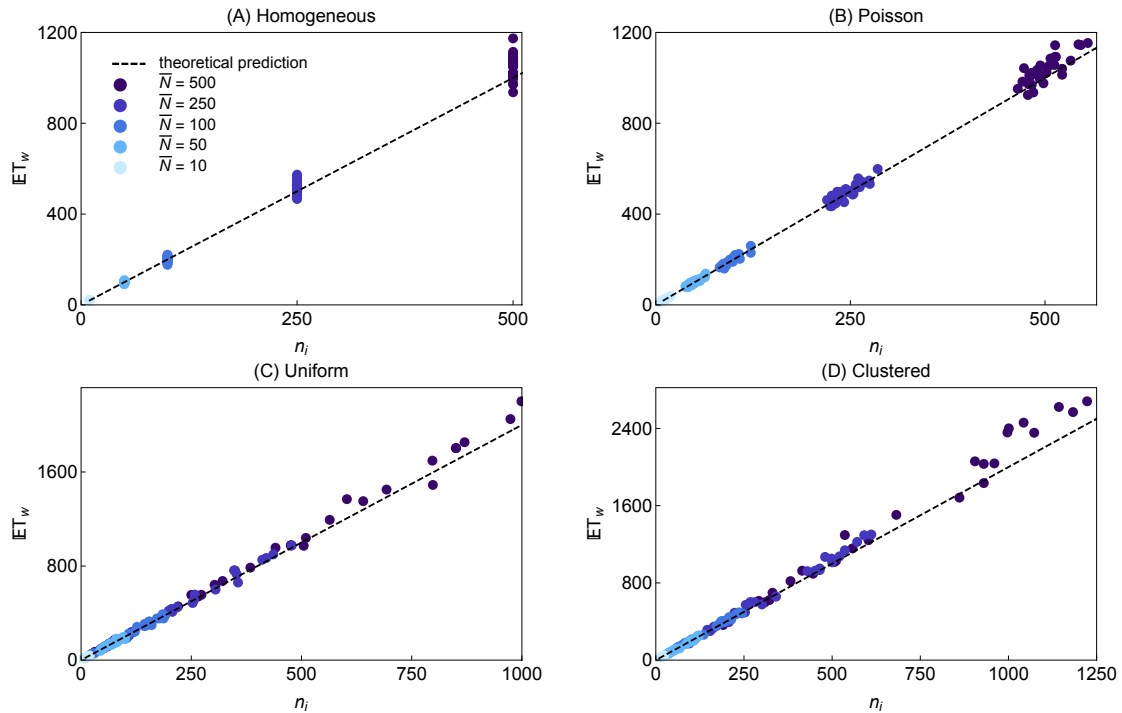 (A) Homogeneous
1200
800
400
0
𝔼T_w
theoretical prediction
N̅ = 500
N̅ = 250
N̅ = 100
N̅ = 50
N̅ = 10
0 250 500
n_i
(B) Poisson
1200
800
400
0
𝔼T_w
0 250 500
n_i
(C) Uniform
1600
800
0
𝔼T_w
0 250 500 750 1000
n_i
(D) Clustered
2400
1600
800
0
𝔼T_w
0 250 500 750 1000 1250
n_i